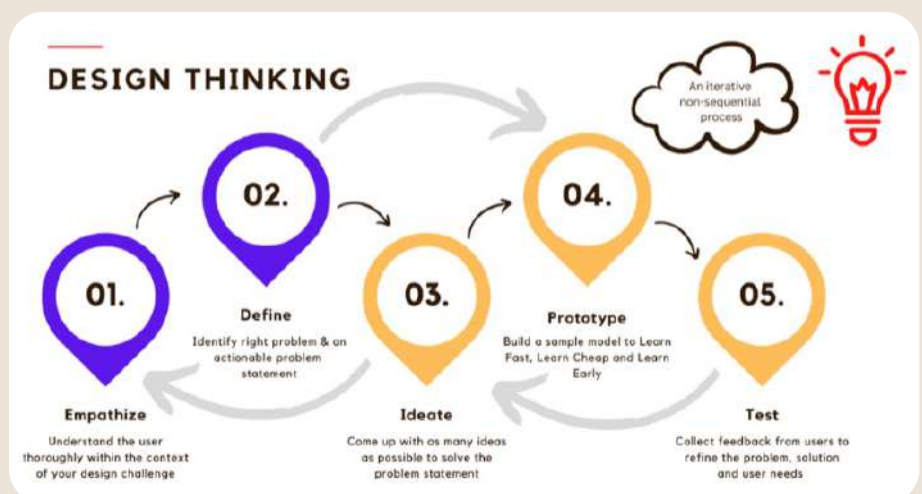 DESIGN THINKING
An iterative
non-sequential
process
01.
Empathize
Understand the user
thoroughly within the context
of your design challenge
02.
Define
Identify right problem & an
actionable problem
statement
03.
Ideate
Come up with as many ideas
as possible to solve the
problem statement
04.
Prototype
Build a sample model to Learn
Fast, Learn Cheap and Learn
Early
05.
Test
Collect feedback from users to
refine the problem, solution
and user needs